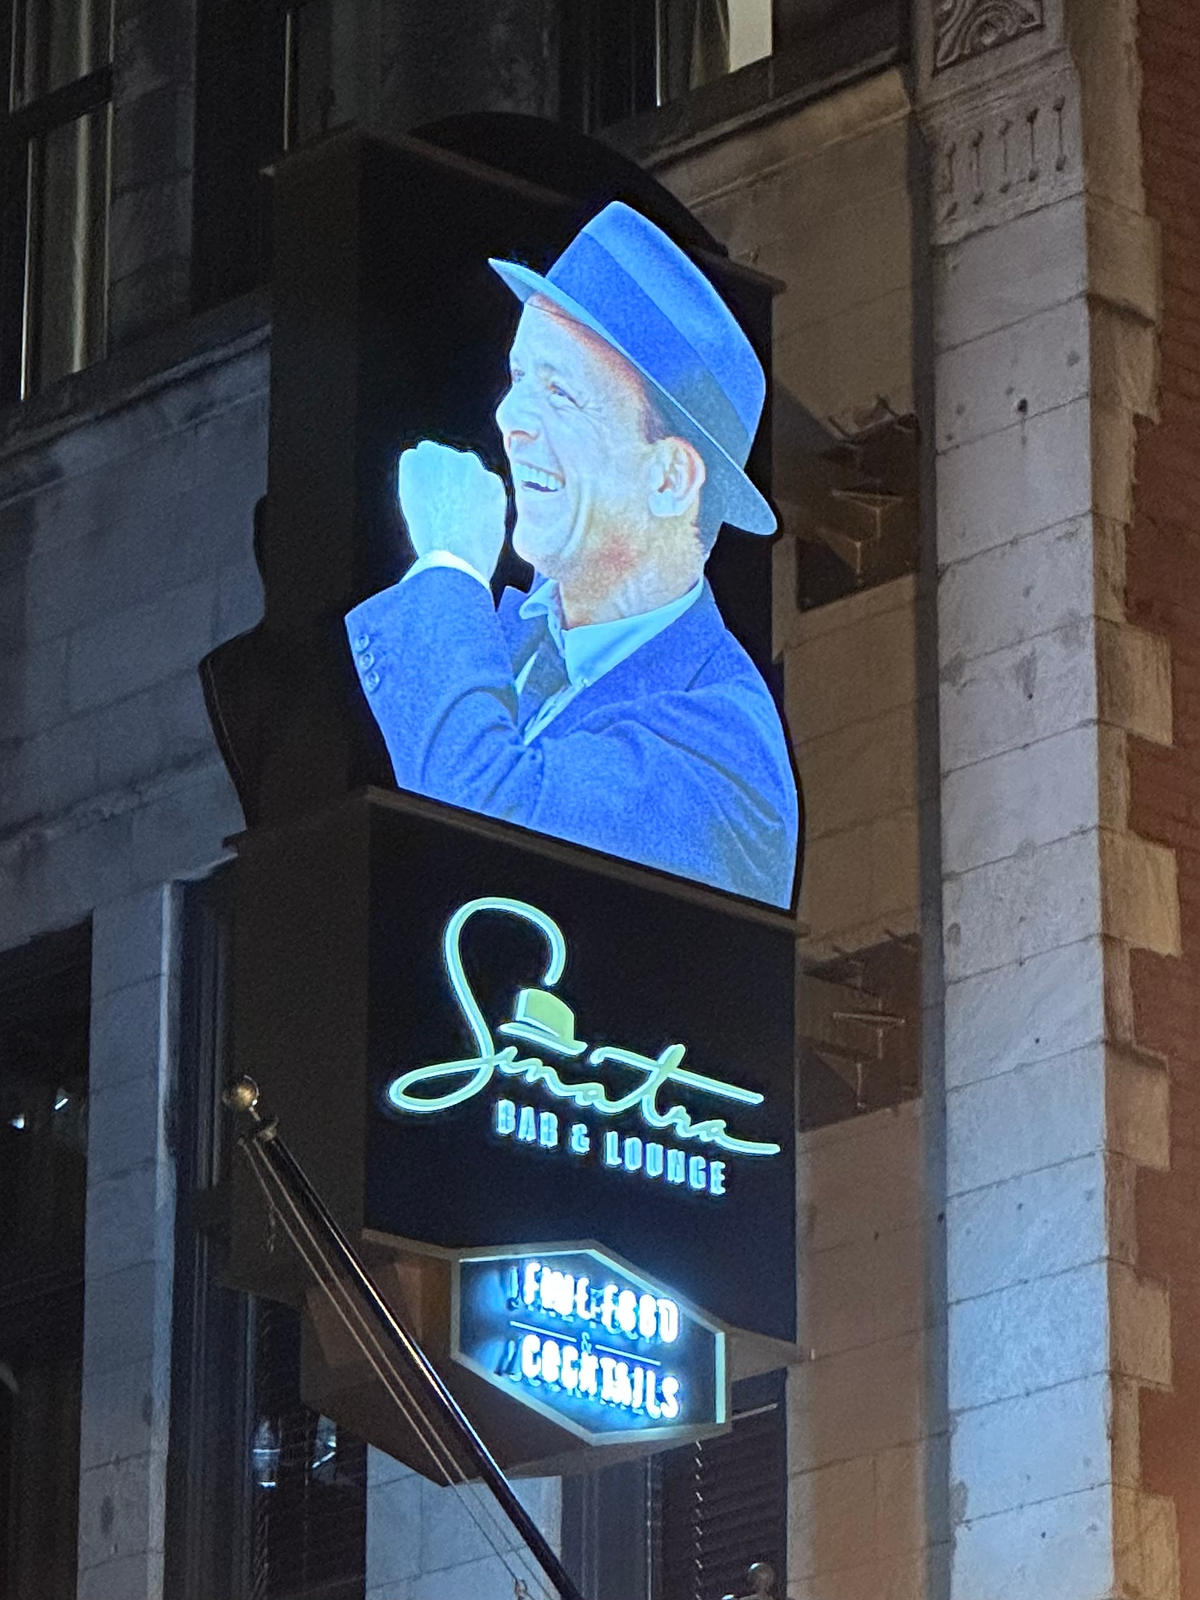 Sinatra
BAR & LOUNGE
FINE FOOD
&
COCKTAILS